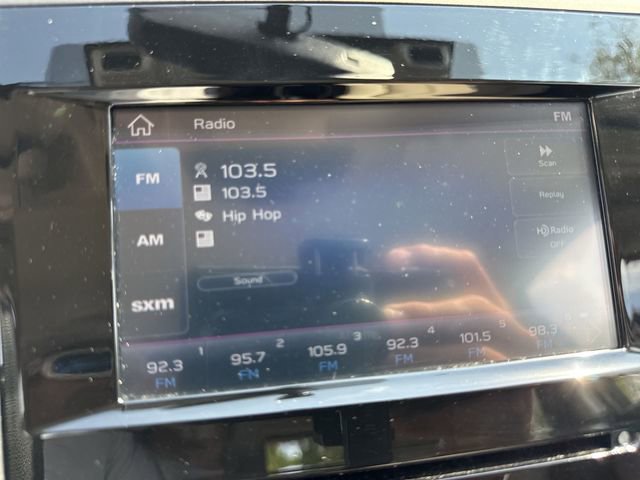 Radio FM
FM
103.5
103.5
Hip Hop
AM
Sound
sxm
Scan
Replay
HD Radio
OFF
1 2 3 4 5 6
92.3 95.7 105.9 92.3 101.5 98.3
FM FM FM FM FM FM